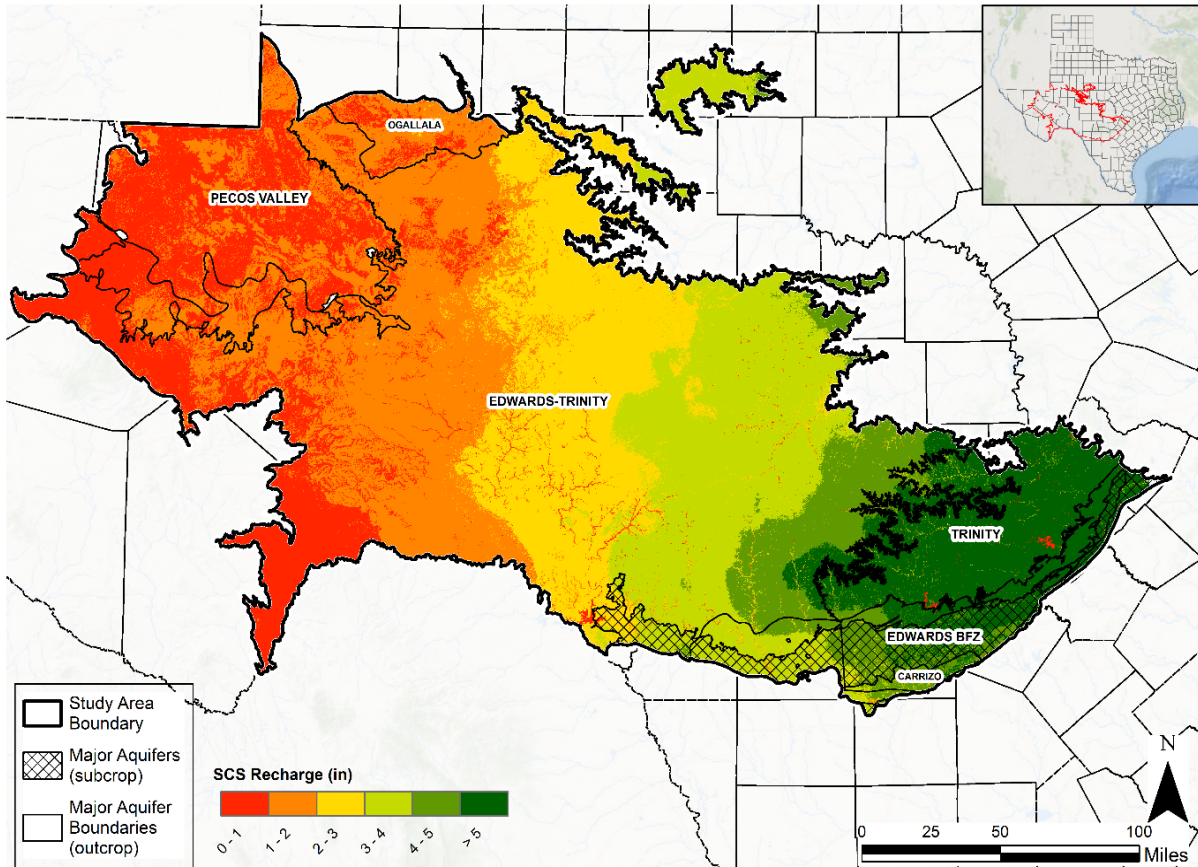 OGALLALA
PECOS VALLEY
EDWARDS-TRINITY
TRINITY
EDWARDS BFZ
CARRIZO
Study Area
Boundary
Major Aquifers
(subcrop)
Major Aquifer
Boundaries
(outcrop)
SCS Recharge (in)
0 - 1
1 - 2
2 - 3
3 - 4
4 - 5
> 5
N
0 25 50 100
Miles